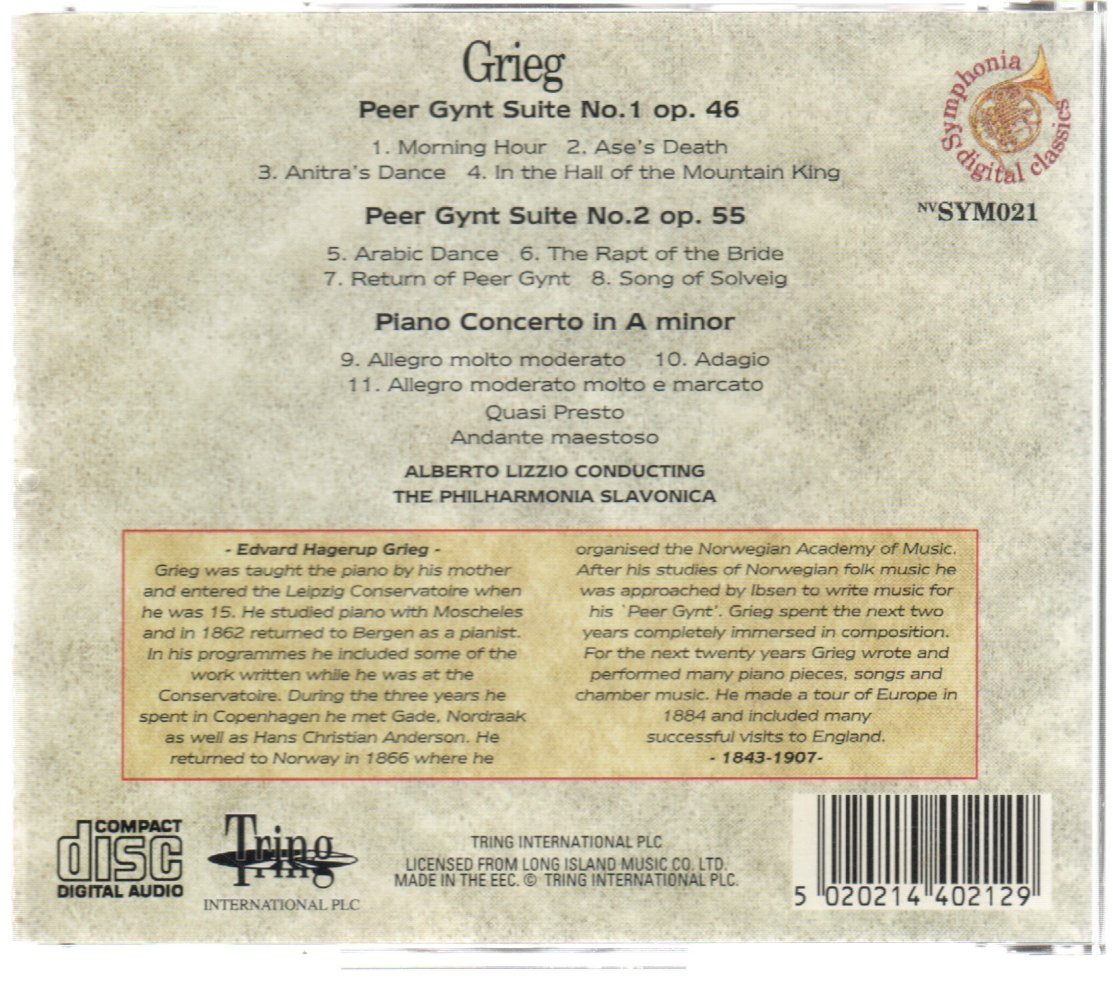 Grieg
Peer Gynt Suite No.1 op. 46
1. Morning Hour 2. Ase's Death
3. Anitra's Dance 4. In the Hall of the Mountain King
Symphonia digital classics
NVSYM021
Peer Gynt Suite No.2 op. 55
5. Arabic Dance 6. The Rapt of the Bride
7. Return of Peer Gynt 8. Song of Solveig
Piano Concerto in A minor
9. Allegro molto moderato 10. Adagio
11. Allegro moderato molto e marcato
Quasi Presto
Andante maestoso
ALBERTO LIZZIO CONDUCTING
THE PHILHARMONIA SLAVONICA
- Edvard Hagerup Grieg -
Grieg was taught the piano by his mother
and entered the Leipzig Conservatoire when
he was 15. He studied piano with Moscheles
and in 1862 returned to Bergen as a pianist.
In his programmes he included some of the
work written while he was at the
Conservatoire. During the three years he
spent in Copenhagen he met Gade, Nordraak
as well as Hans Christian Anderson. He
returned to Norway in 1866 where he
organised the Norwegian Academy of Music.
After his studies of Norwegian folk music he
was approached by Ibsen to write music for
his `Peer Gynt'. Grieg spent the next two
years completely immersed in composition.
For the next twenty years Grieg wrote and
performed many piano pieces, songs and
chamber music. He made a tour of Europe in
1884 and included many
successful visits to England.
- 1843-1907-
COMPACT
disc
DIGITAL AUDIO
Tring
INTERNATIONAL PLC
TRING INTERNATIONAL PLC
LICENSED FROM LONG ISLAND MUSIC CO. LTD.
MADE IN THE EEC. © TRING INTERNATIONAL PLC.
5 020214 402129